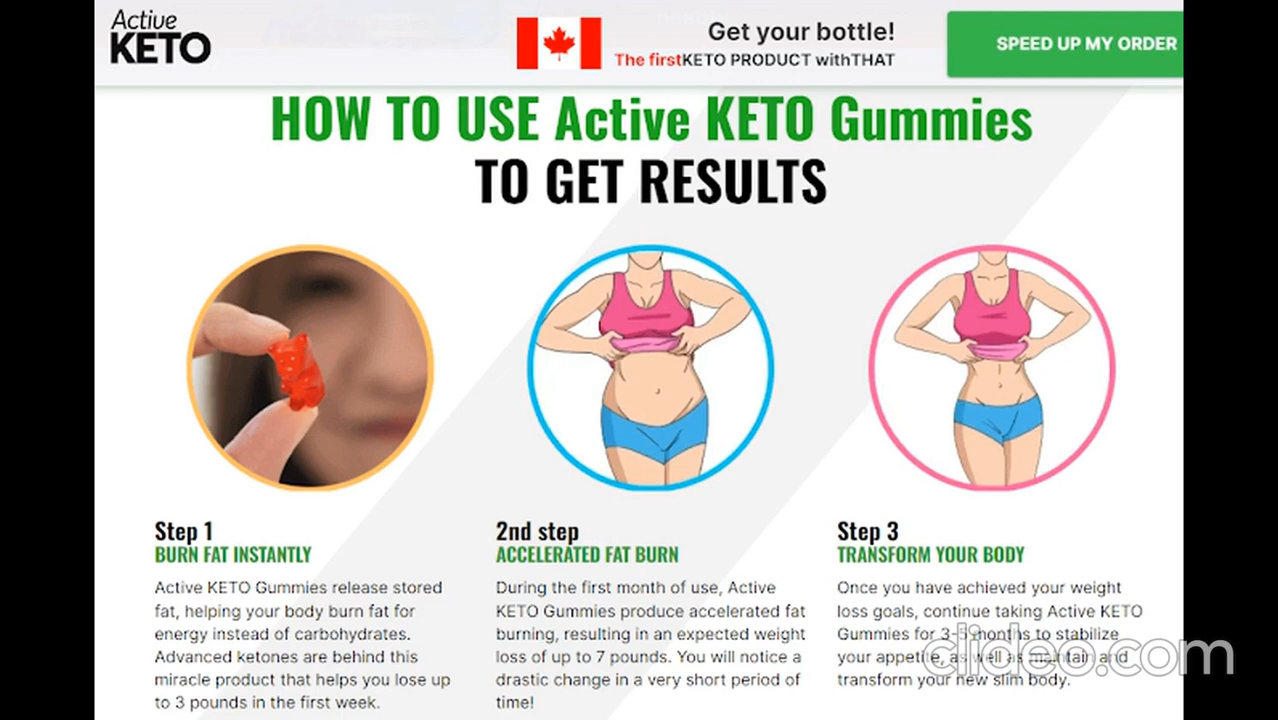 Active
KETO
Get your bottle!
The firstKETO PRODUCT withTHAT
SPEED UP MY ORDER
HOW TO USE Active KETO Gummies
TO GET RESULTS
Step 1
BURN FAT INSTANTLY
Active KETO Gummies release stored
fat, helping your body burn fat for
energy instead of carbohydrates.
Advanced ketones are behind this
miracle product that helps you lose up
to 3 pounds in the first week.
2nd step
ACCELERATED FAT BURN
During the first month of use, Active
KETO Gummies produce accelerated fat
burning, resulting in an expected weight
loss of up to 7 pounds. You will notice a
drastic change in a very short period of
time!
Step 3
TRANSFORM YOUR BODY
Once you have achieved your weight
loss goals, continue taking Active KETO
Gummies for 3-5 months to stabilize
your appetite, as well as maintain and
transform your new slim body.
clideo.com